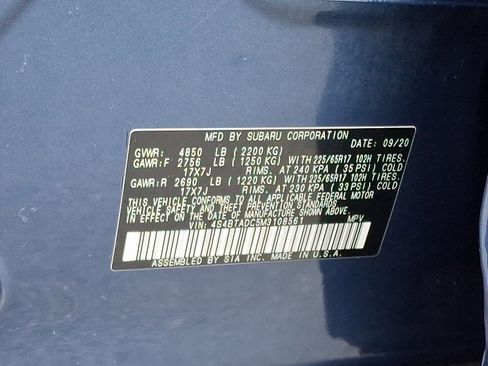 MFD BY SUBARU CORPORATION
GVWR: 4850 LB (2200 KG) DATE: 09/20
GAWR:F 2756 LB (1250 KG) WITH 225/65R17 102H TIRES,
17X7J RIMS, AT 240 KPA ( 35 PSI) COLD
GAWR:R 2690 LB (1220 KG) WITH 225/65R17 102H TIRES,
17X7J RIMS, AT 230 KPA ( 33 PSI) COLD
THIS VEHICLE CONFORMS TO ALL APPLICABLE FEDERAL MOTOR
VEHICLE SAFETY AND THEFT PREVENTION STANDARDS
IN EFFECT ON THE DATE OF MANUFACTURE SHOWN ABOVE.
VIN: 4S4BTADC5M3108561 MPV
ASSEMBLED BY SIA INC. MADE IN U.S.A.